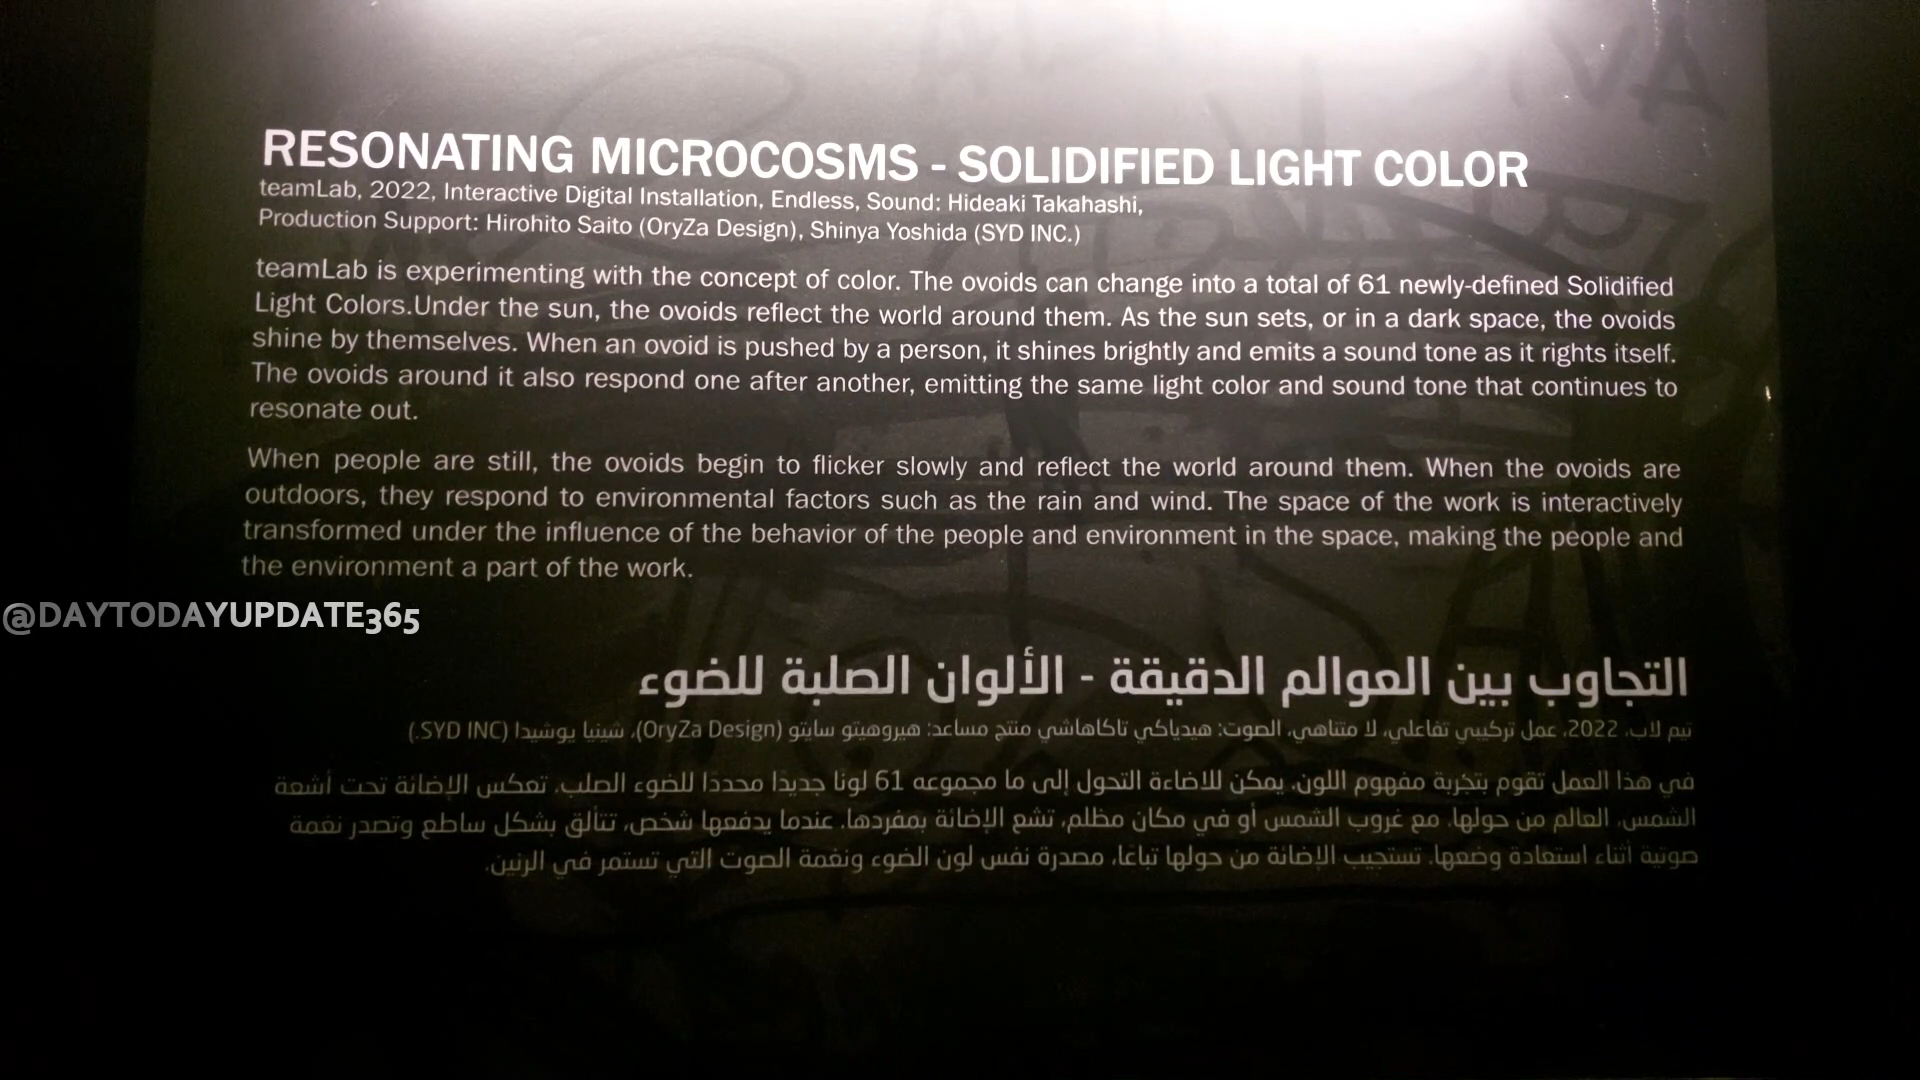 RESONATING MICROCOSMS - SOLIDIFIED LIGHT COLOR
teamLab, 2022, Interactive Digital Installation, Endless, Sound: Hideaki Takahashi,
Production Support: Hirohito Saito (OryZa Design), Shinya Yoshida (SYD INC.)
teamLab is experimenting with the concept of color. The ovoids can change into a total of 61 newly-defined Solidified
Light Colors.Under the sun, the ovoids reflect the world around them. As the sun sets, or in a dark space, the ovoids
shine by themselves. When an ovoid is pushed by a person, it shines brightly and emits a sound tone as it rights itself.
The ovoids around it also respond one after another, emitting the same light color and sound tone that continues to
resonate out.
When people are still, the ovoids begin to flicker slowly and reflect the world around them. When the ovoids are
outdoors, they respond to environmental factors such as the rain and wind. The space of the work is interactively
transformed under the influence of the behavior of the people and environment in the space, making the people and
the environment a part of the work.
@DAYTODAYUPDATE365
التجاوب بين العوالم الدقيقة - الألوان الصلبة للضوء
تيم لاب، 2022، عمل تركيبي تفاعلي، لا متناهي، الصوت: هيدياكي تاكاهاشي منتج مساعد: هيروهيتو سايتو (OryZa Design)، شينيا يوشيدا (SYD INC.)
في هذا العمل تقوم بتجربة مفهوم اللون. يمكن للاضاءة التحول إلى ما مجموعه 61 لونا جديدًا محددًا للضوء الصلب. تعكس الإضائة تحت أشعة
الشمس، العالم من حولها. مع غروب الشمس أو في مكان مظلم، تشع الإضائة بمفردها. عندما يدفعها شخص، تتألق بشكل ساطع وتصدر نغمة
صوتية أثناء استعادة وضعها. تستجيب الإضائة من حولها تباعًا، مصدرة نفس لون الضوء ونغمة الصوت التي تستمر في الرنين.